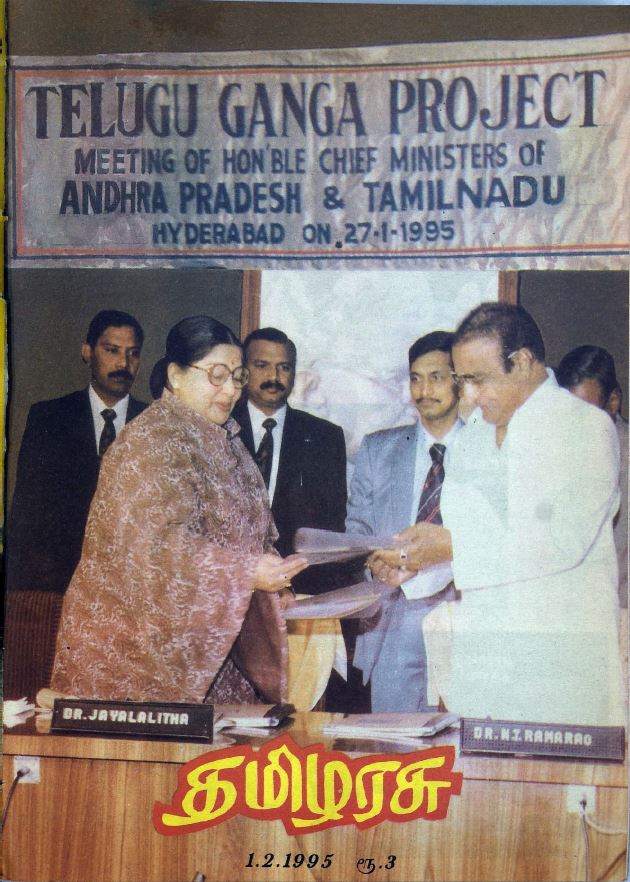 TELUGU GANGA PROJECT
MEETING OF HON'BLE CHIEF MINISTERS OF
ANDHRA PRADESH & TAMILNADU
HYDERABAD ON 27-1-1995
DR.JAYALALITHA
DR.N.T.RAMARAO
தமிழரசு
1.2.1995 ரூ.3